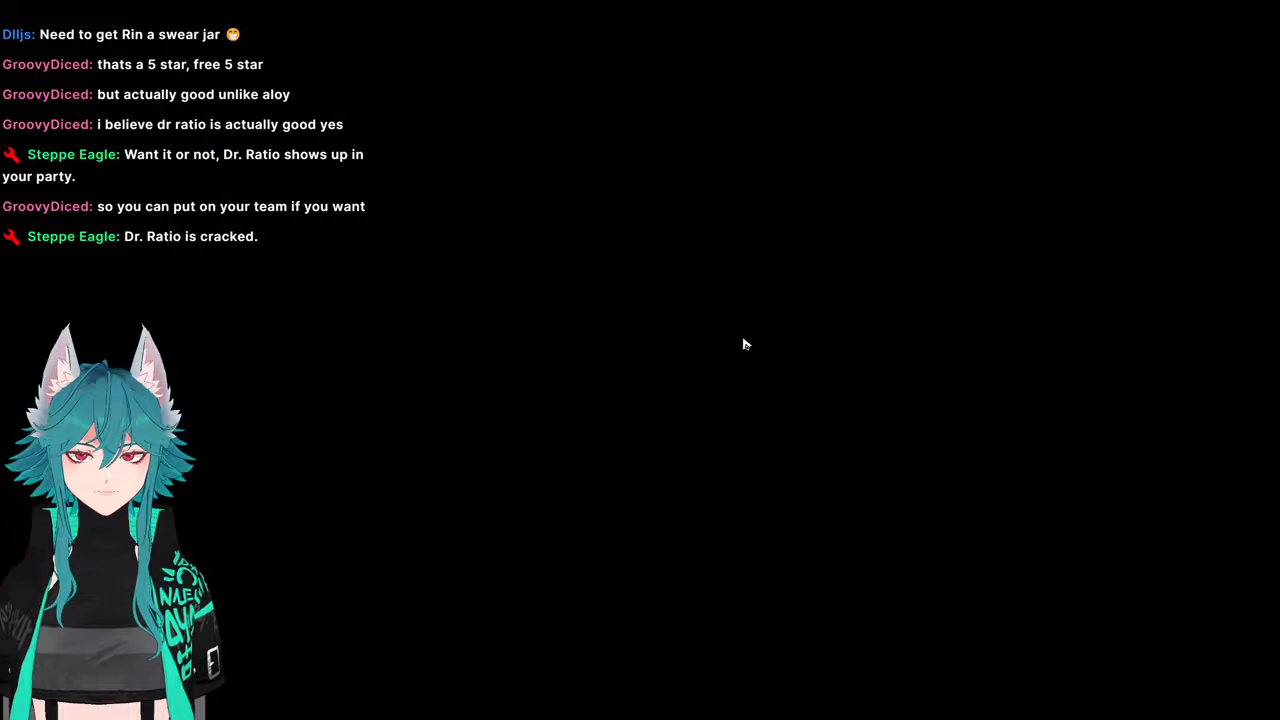 Dlljs: Need to get Rin a swear jar 😁
GroovyDiced: thats a 5 star, free 5 star
GroovyDiced: but actually good unlike aloy
GroovyDiced: i believe dr ratio is actually good yes
Steppe Eagle: Want it or not, Dr. Ratio shows up in
your party.
GroovyDiced: so you can put on your team if you want
Steppe Eagle: Dr. Ratio is cracked.